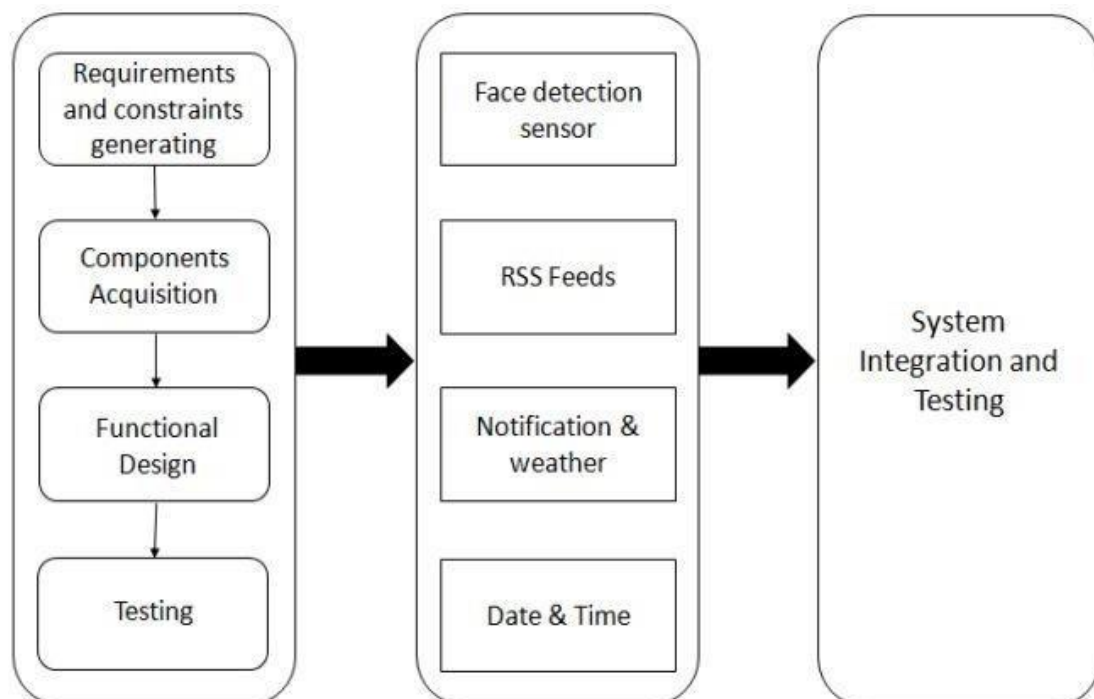 Requirements
and constraints
generating
Components
Acquisition
Functional
Design
Testing
Face detection
sensor
RSS Feeds
Notification &
weather
Date & Time
System
Integration and
Testing